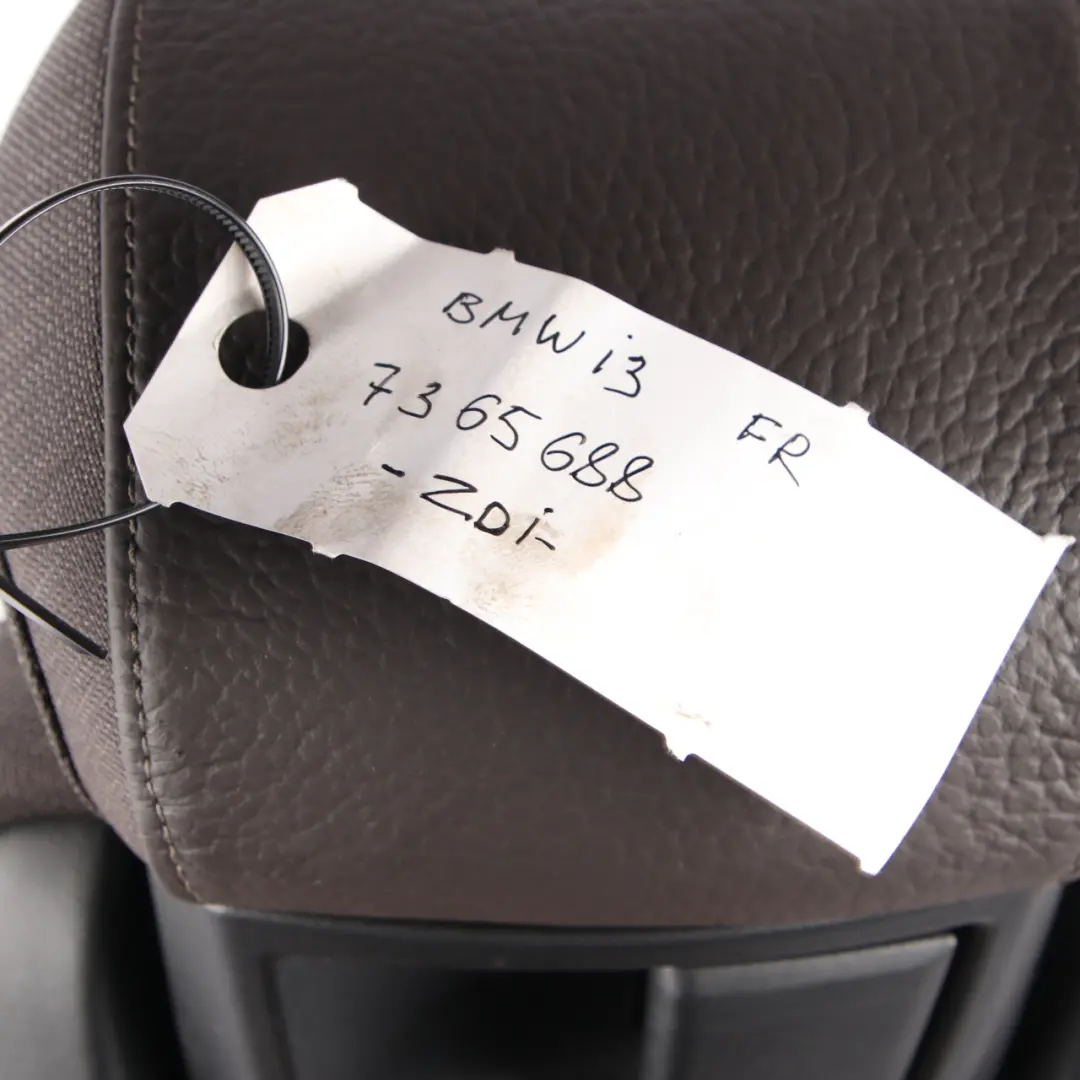 BMW i3
FR
7365688
-ZDi-